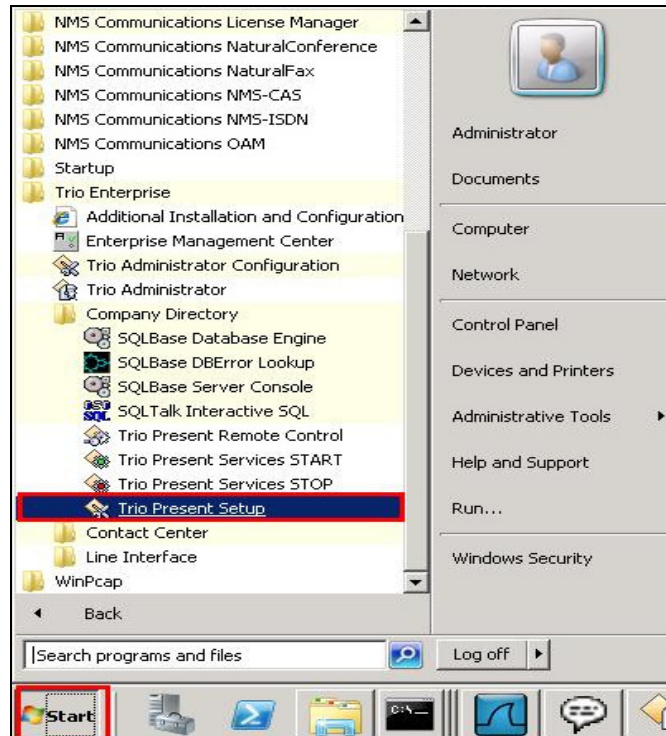 NMS Communications License Manager
NMS Communications NaturalConference
NMS Communications NaturalFax
NMS Communications NMS-CAS
NMS Communications NMS-ISDN
NMS Communications OAM
Startup
Trio Enterprise
Additional Installation and Configuration
Enterprise Management Center
Trio Administrator Configuration
Trio Administrator
Company Directory
SQLBase Database Engine
SQLBase DBError Lookup
SQLBase Server Console
SQLTalk Interactive SQL
Trio Present Remote Control
Trio Present Services START
Trio Present Services STOP
Trio Present Setup
Contact Center
Line Interface
WinPcap
Back
Search programs and files
Administrator
Documents
Computer
Network
Control Panel
Devices and Printers
Administrative Tools
Help and Support
Run...
Windows Security
Log off
Start